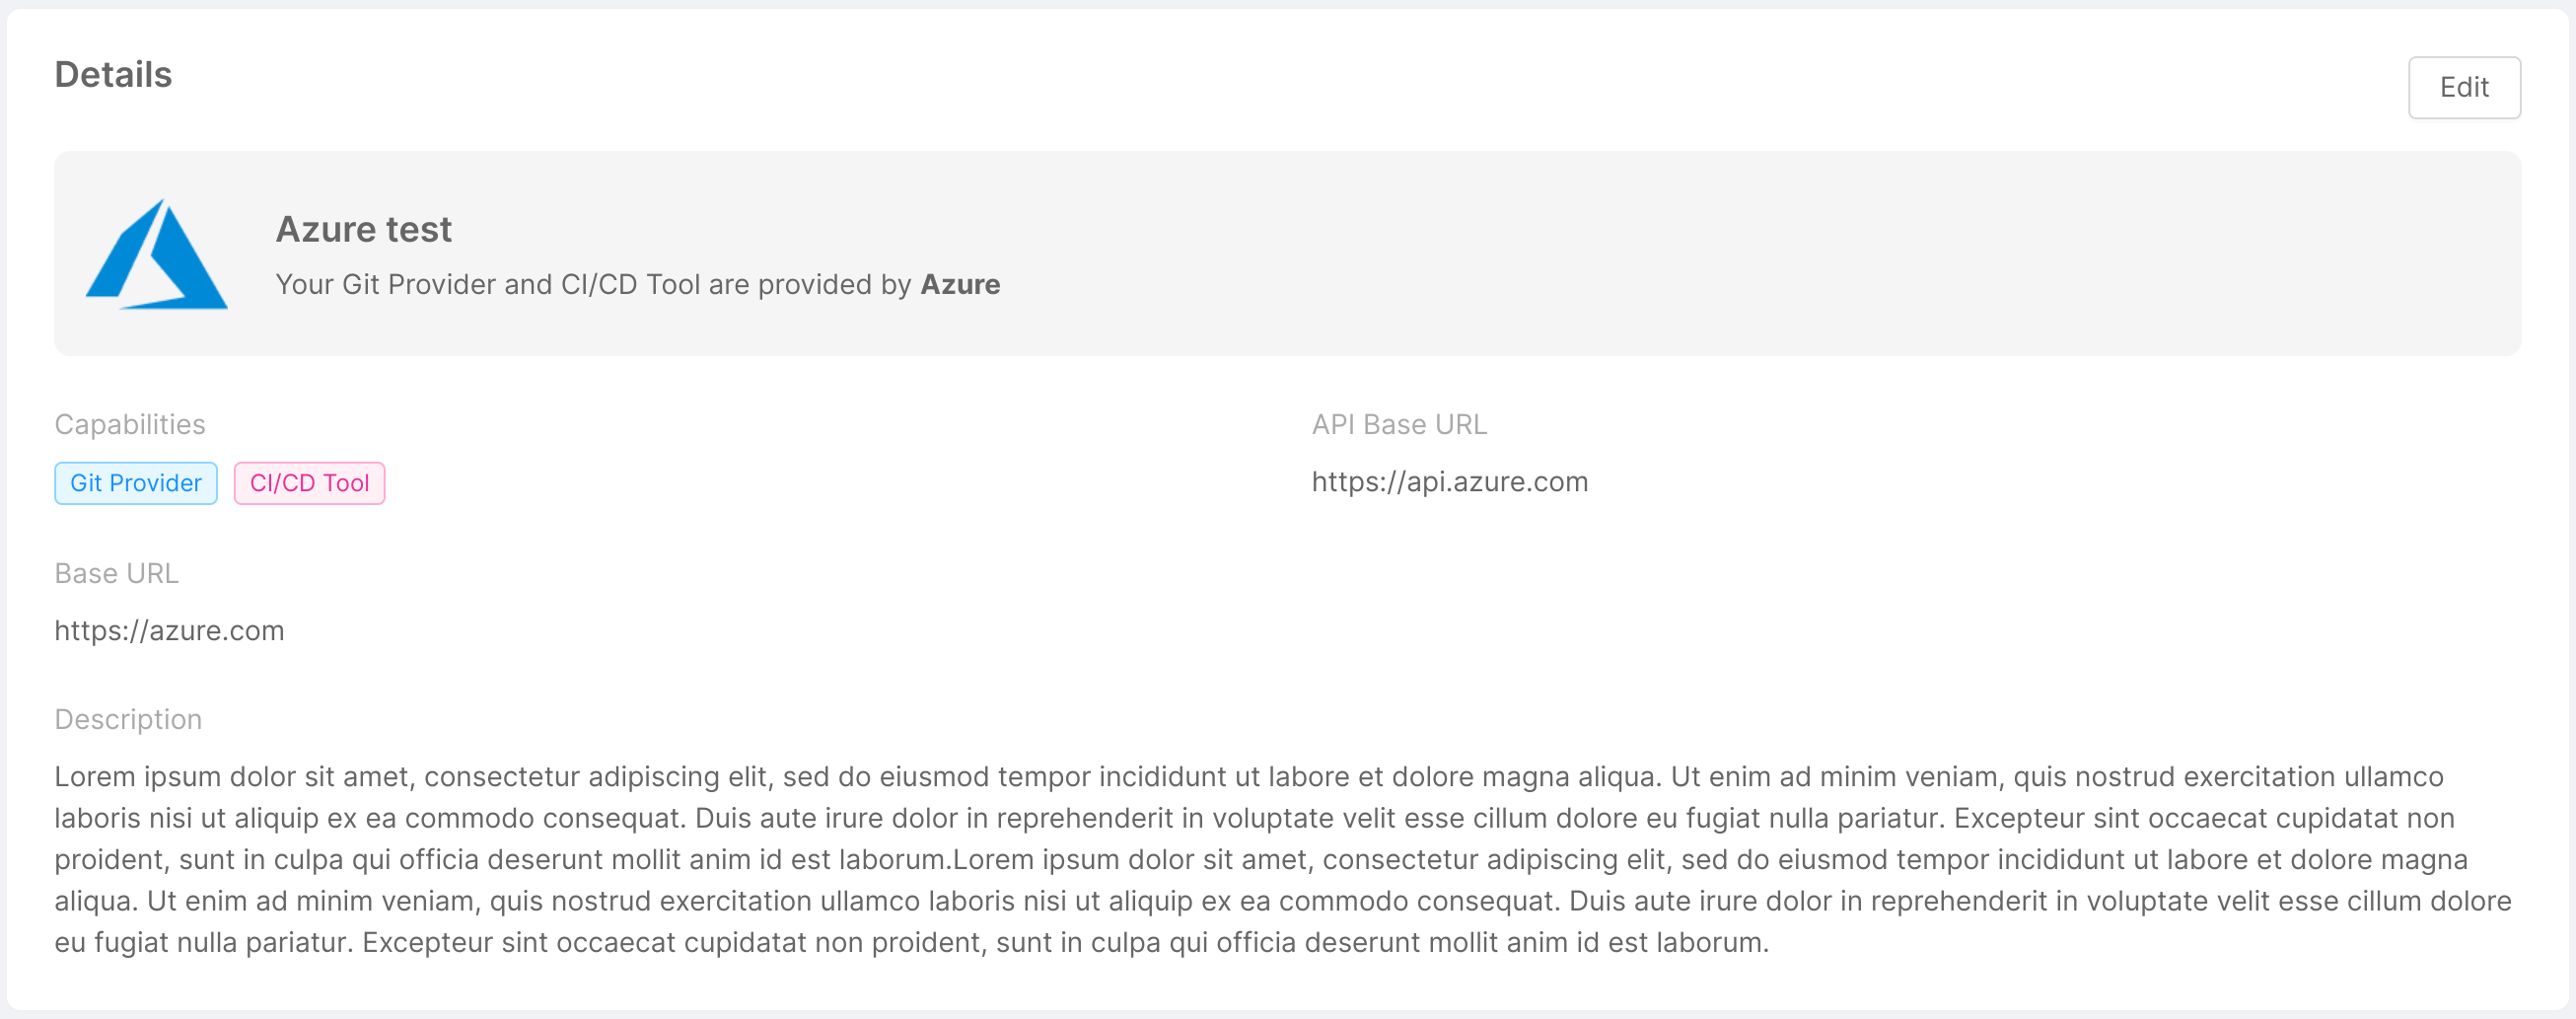 Details
Edit
Azure test
Your Git Provider and CI/CD Tool are provided by Azure
Capabilities
API Base URL
Git Provider
CI/CD Tool
https://api.azure.com
Base URL
https://azure.com
Description
Lorem ipsum dolor sit amet, consectetur adipiscing elit, sed do eiusmod tempor incididunt ut labore et dolore magna aliqua. Ut enim ad minim veniam, quis nostrud exercitation ullamco
laboris nisi ut aliquip ex ea commodo consequat. Duis aute irure dolor in reprehenderit in voluptate velit esse cillum dolore eu fugiat nulla pariatur. Excepteur sint occaecat cupidatat non
proident, sunt in culpa qui officia deserunt mollit anim id est laborum.Lorem ipsum dolor sit amet, consectetur adipiscing elit, sed do eiusmod tempor incididunt ut labore et dolore magna
aliqua. Ut enim ad minim veniam, quis nostrud exercitation ullamco laboris nisi ut aliquip ex ea commodo consequat. Duis aute irure dolor in reprehenderit in voluptate velit esse cillum dolore
eu fugiat nulla pariatur. Excepteur sint occaecat cupidatat non proident, sunt in culpa qui officia deserunt mollit anim id est laborum.